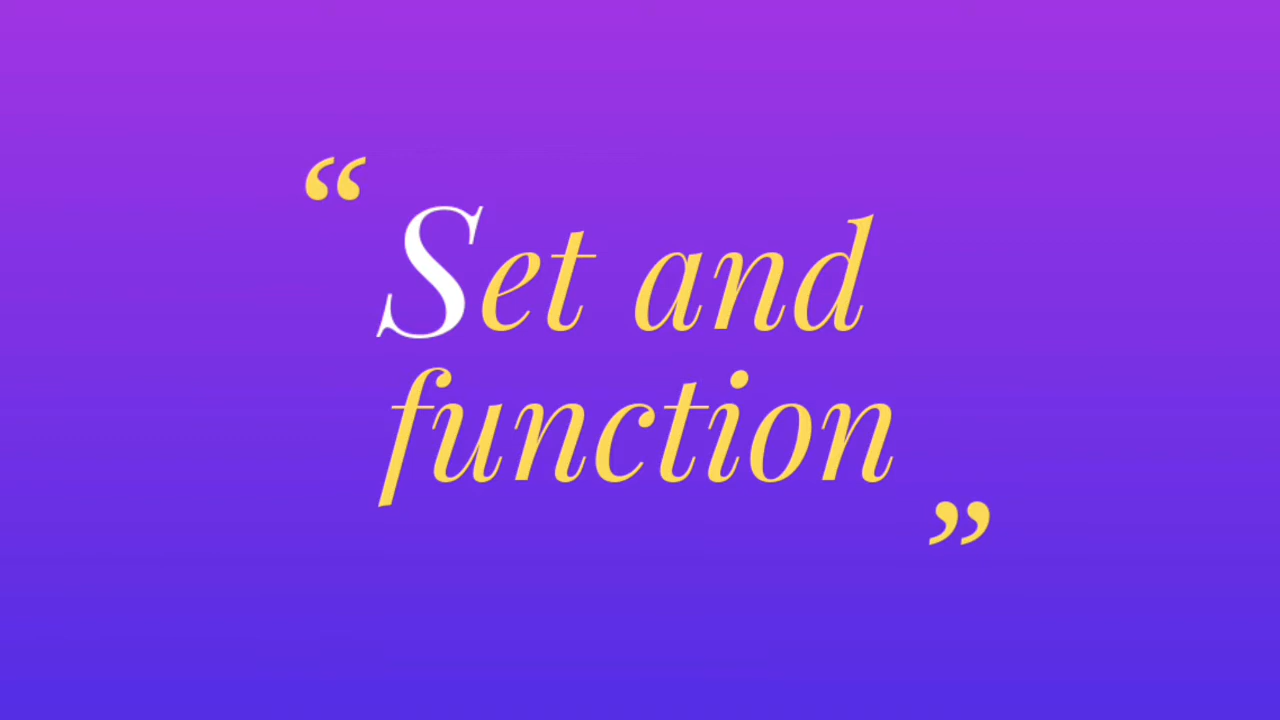 “Set and
function”